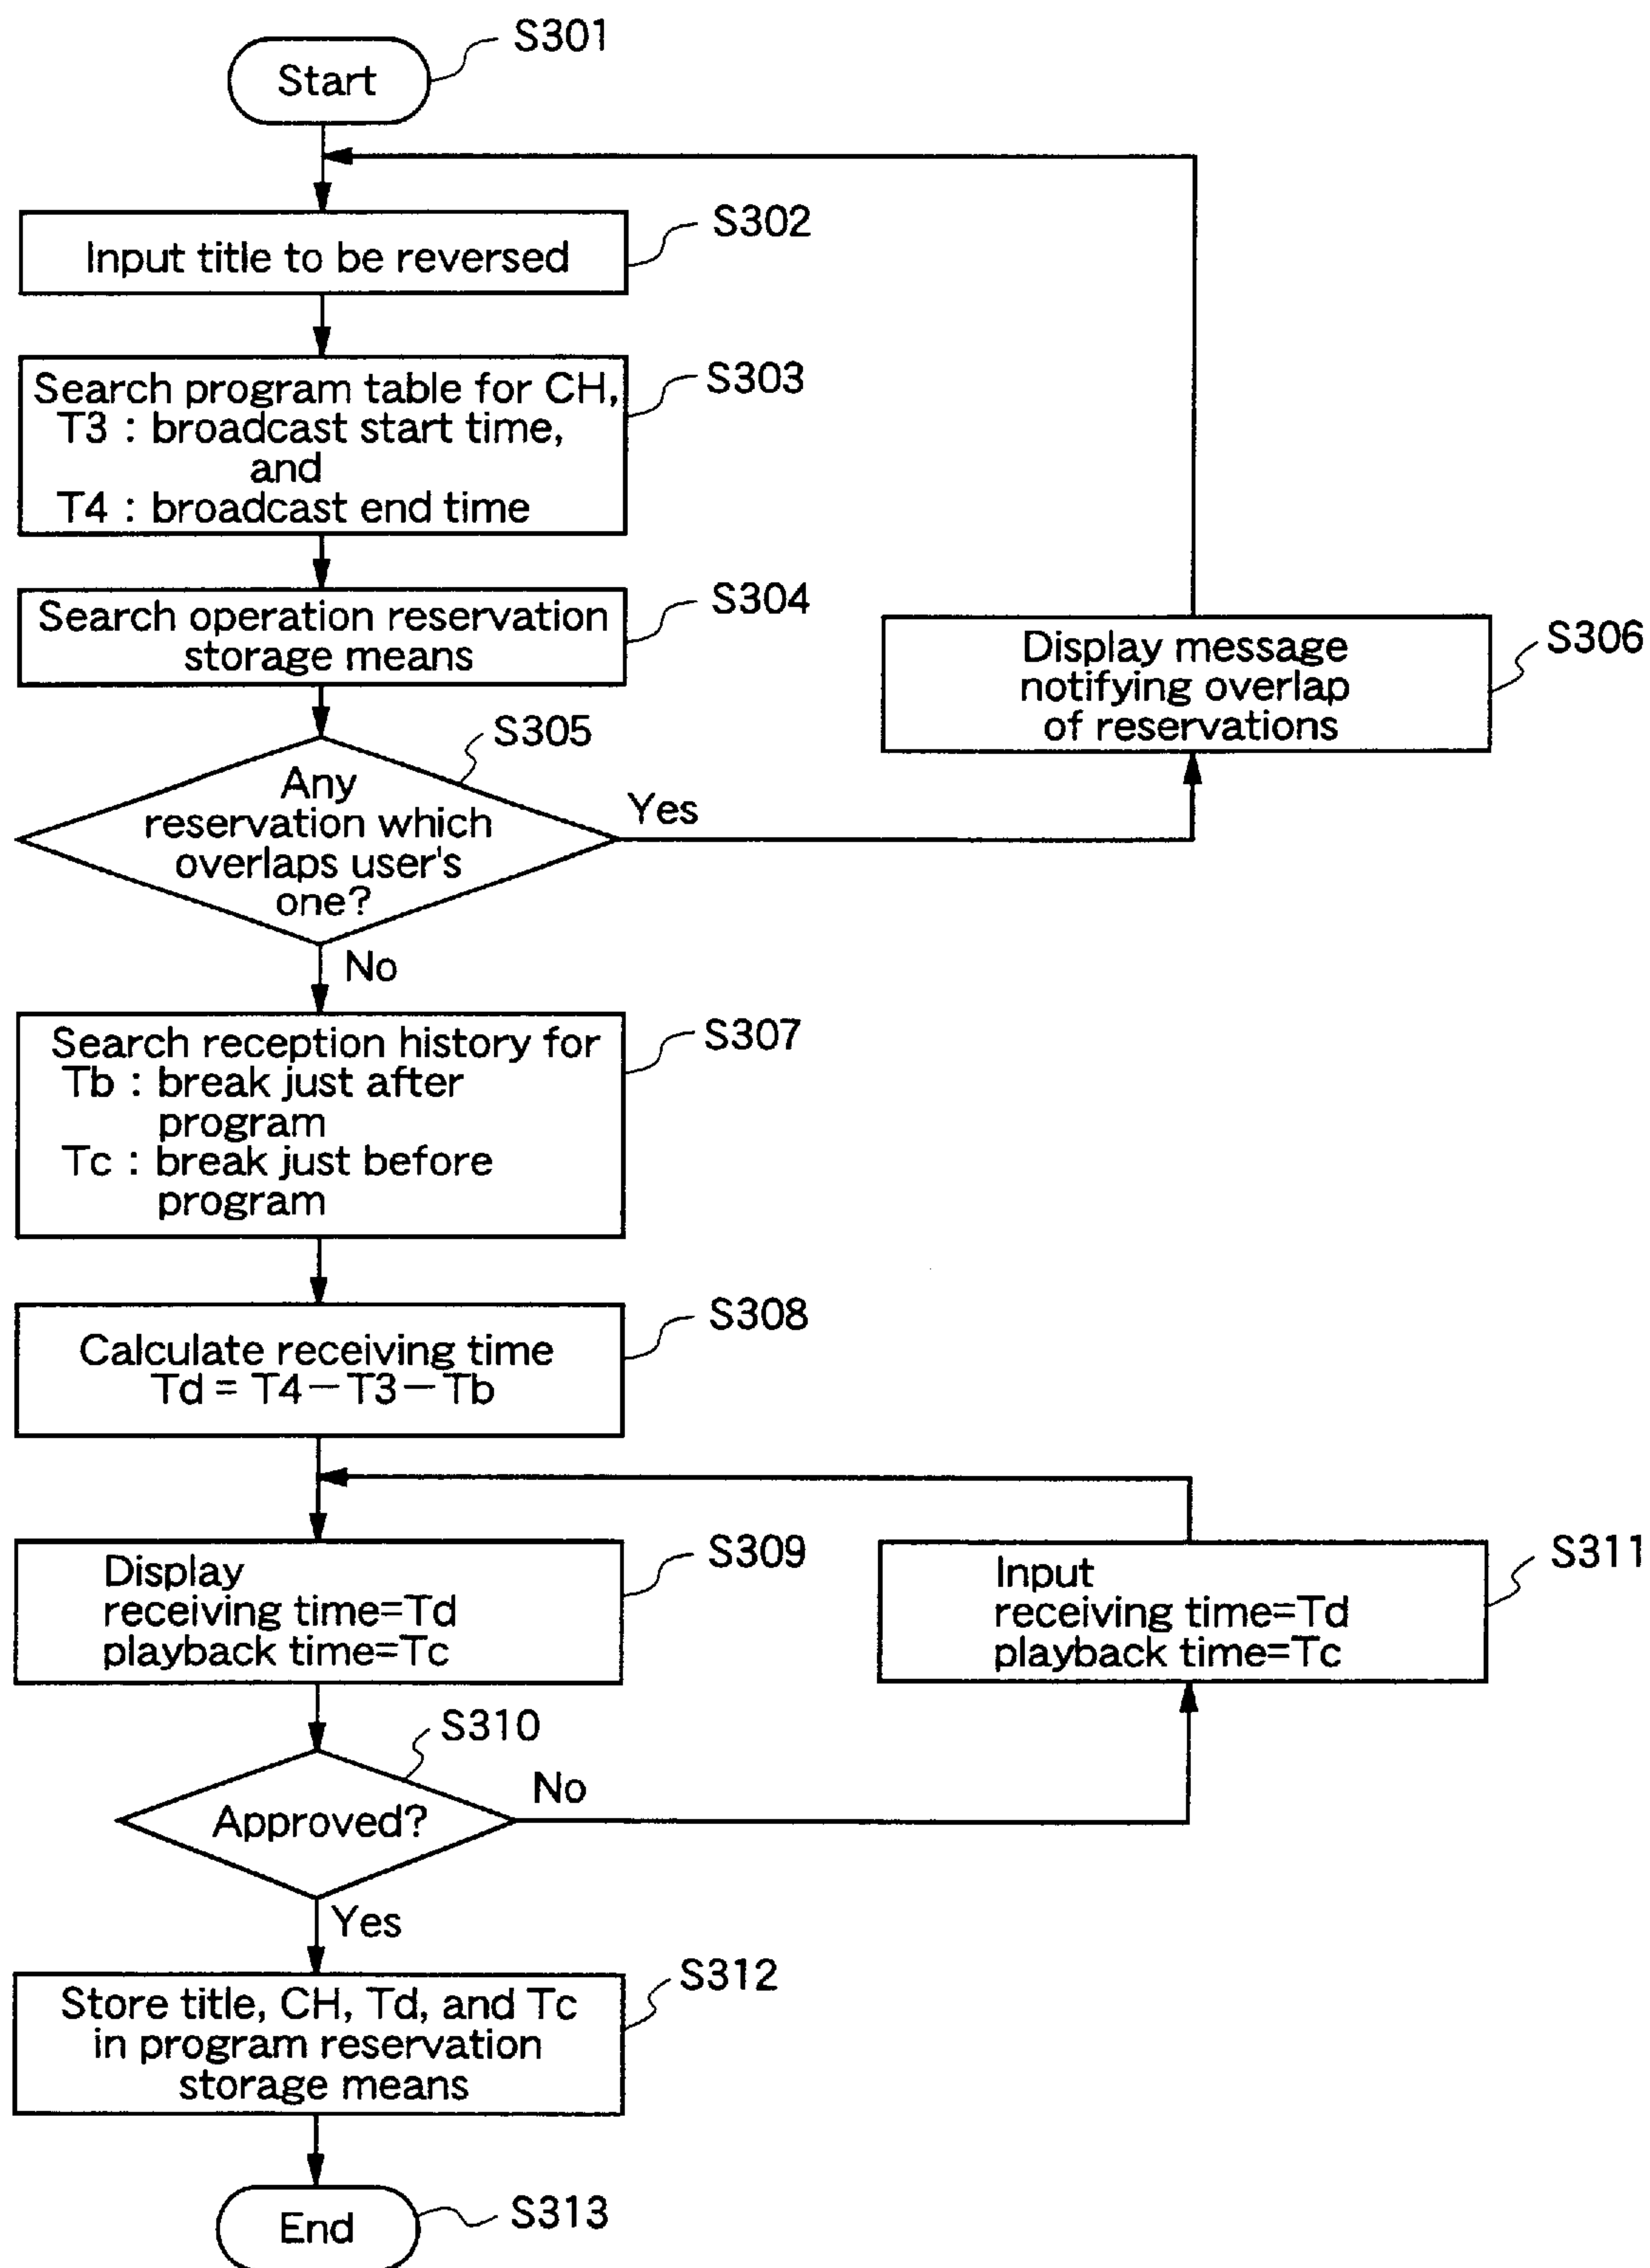 S301
Start
S302
Input title to be reversed
S303
Search program table for CH,
T3 : broadcast start time,
and
T4 : broadcast end time
S304
Search operation reservation
storage means
S306
Display message
notifying overlap
of reservations
S305
Any
reservation which
overlaps user's
one?
Yes
No
S307
Search reception history for
Tb : break just after
program
Tc : break just before
program
S308
Calculate receiving time
Td = T4−T3−Tb
S309
Display
receiving time=Td
playback time=Tc
S311
Input
receiving time=Td
playback time=Tc
S310
Approved?
No
Yes
S312
Store title, CH, Td, and Tc
in program reservation
storage means
End
S313